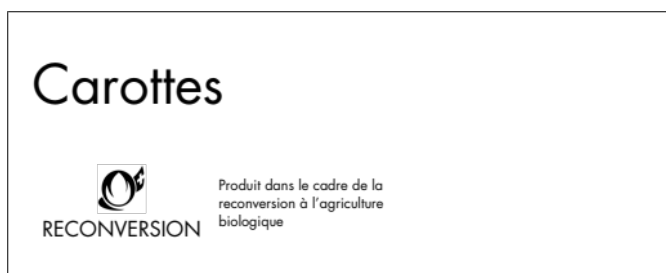 Carottes
RECONVERSION
Produit dans le cadre de la
reconversion à l'agriculture
biologique